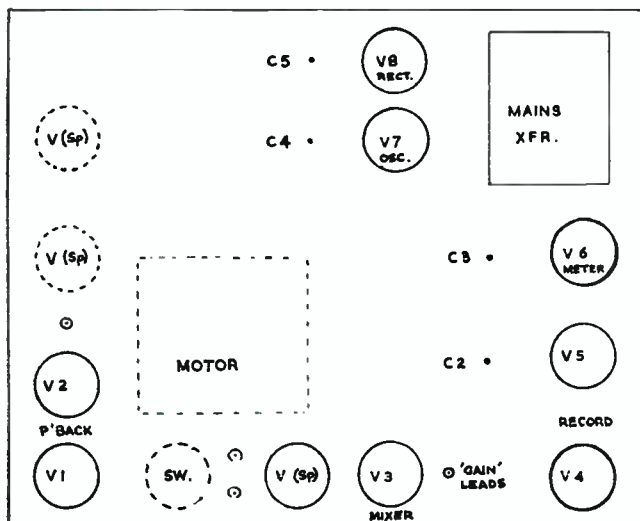 C5
V8
RECT.
MAINS
XFR.
V(Sp)
C4
V7
OSC.
V(Sp)
C3
V6
METER
MOTOR
C2
V5
V2
P'BACK
RECORD
V1
SW.
V(Sp)
V3
MIXER
'GAIN'
LEADS
V4